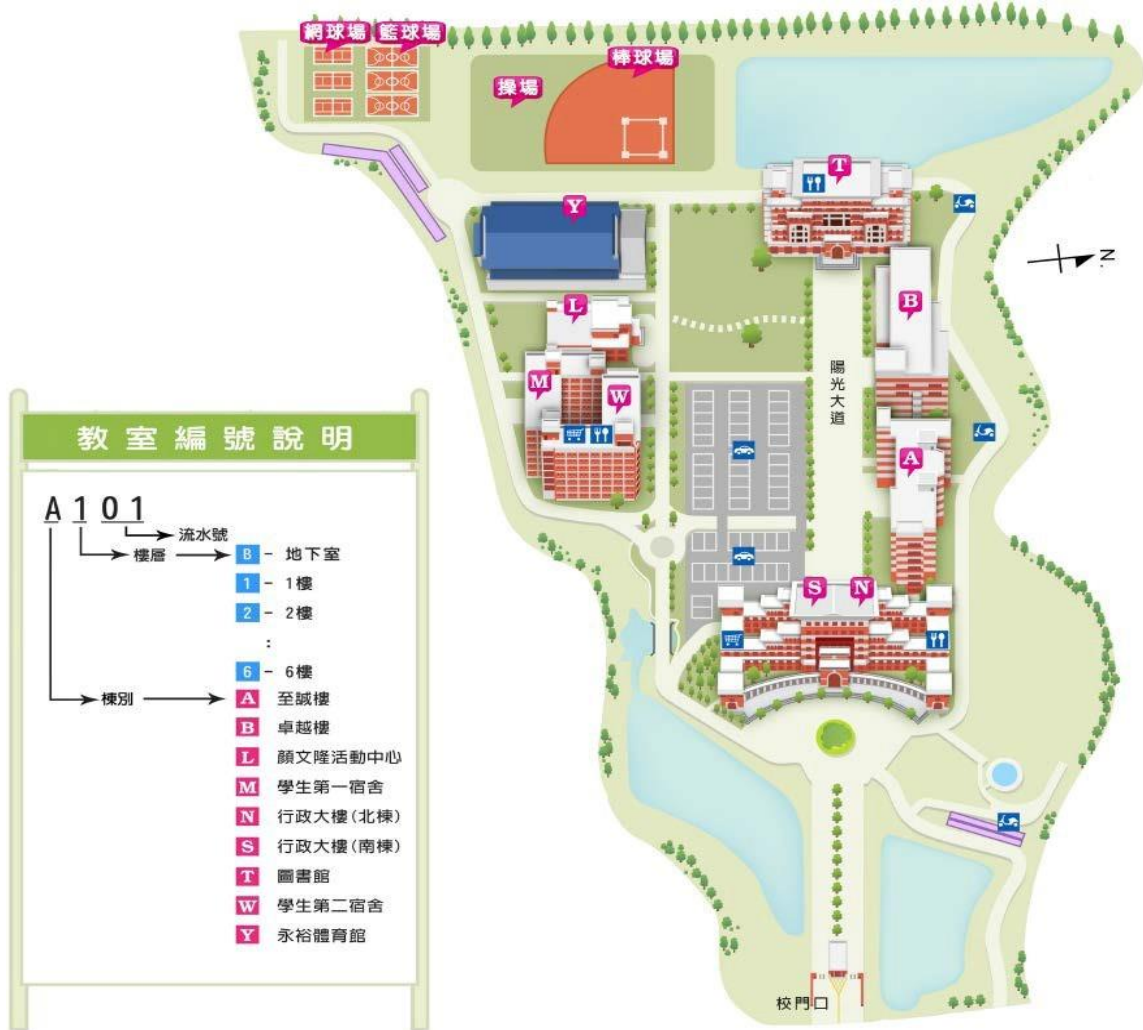 網球場
籃球場
棒球場
操場
T
Y
N
B
L
陽光大道
M
W
A
S
N
校門口
教室編號說明
A 1 0 1
流水號
樓層
B - 地下室
1 - 1樓
2 - 2樓
:
6 - 6樓
棟別
A 至誠樓
B 卓越樓
L 顏文隆活動中心
M 學生第一宿舍
N 行政大樓(北棟)
S 行政大樓(南棟)
T 圖書館
W 學生第二宿舍
Y 永裕體育館